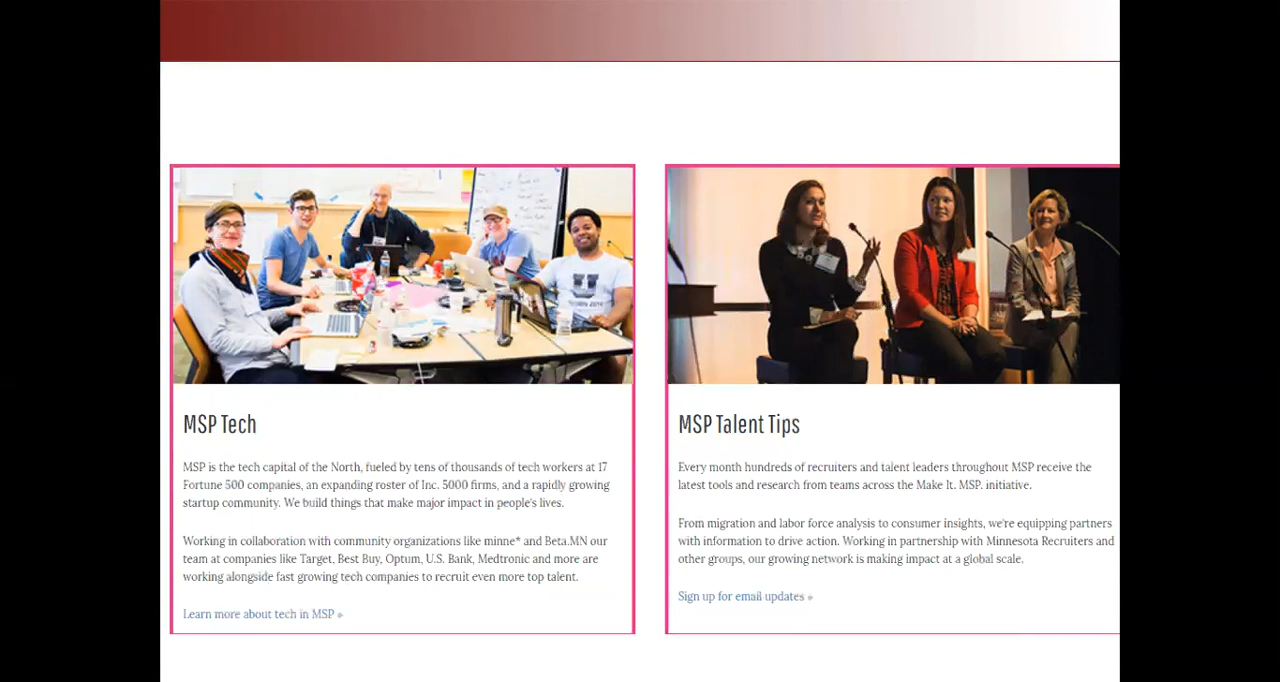 MSP Tech
MSP is the tech capital of the North, fueled by tens of thousands of tech workers at 17
Fortune 500 companies, an expanding roster of Inc. 5000 firms, and a rapidly growing
startup community. We build things that make major impact in people's lives.
Working in collaboration with community organizations like minne* and Beta.MN our
team at companies like Target, Best Buy, Optum, U.S. Bank, Medtronic and more are
working alongside fast growing tech companies to recruit even more top talent.
Learn more about tech in MSP »
MSP Talent Tips
Every month hundreds of recruiters and talent leaders throughout MSP receive the
latest tools and research from teams across the Make It. MSP. initiative.
From migration and labor force analysis to consumer insights, we're equipping partners
with information to drive action. Working in partnership with Minnesota Recruiters and
other groups, our growing network is making impact at a global scale.
Sign up for email updates »